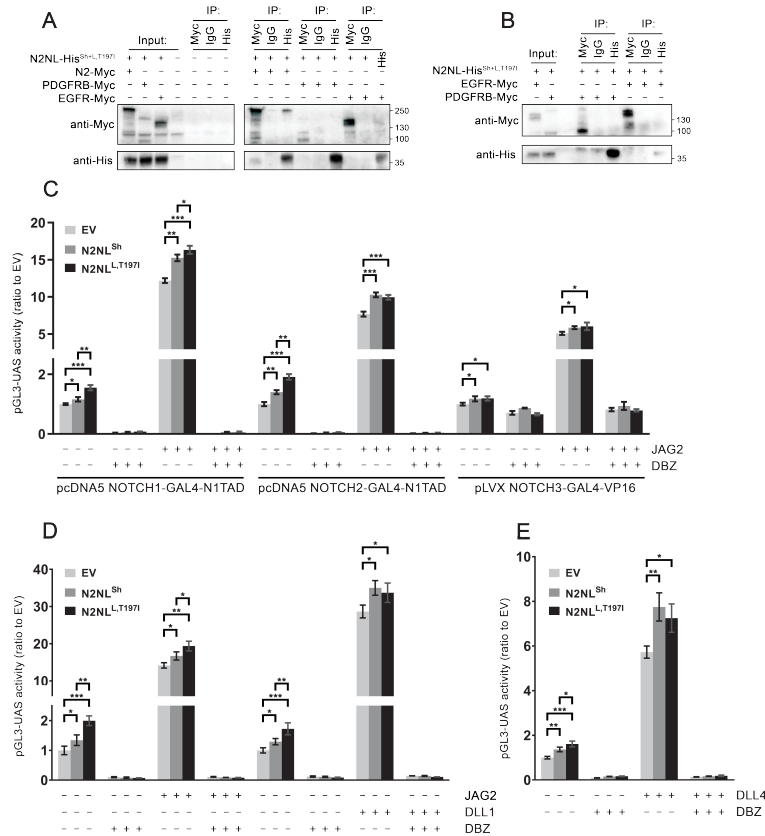 A
IP:
IP:
Input:
Myc
IgG
His
Myc
IgG
His
Myc
IgG
His
N2NL-HisSh+L,T197I + + + – – – – + + + + + + + + +
N2-Myc + – – – – – – + + + – – – – – –
PDGFRB-Myc – + – – – – – – – – + + + – – –
EGFR-Myc – – + – – – – – – – – – – + + +
anti-Myc
250
130
100
anti-His
35
B
IP:
IP:
Input:
Myc
IgG
His
Myc
IgG
His
N2NL-HisSh+L,T197I + + + + + + + +
EGFR-Myc + – – – – + + +
PDGFRB-Myc – + + + + – – –
anti-Myc
130
100
anti-His
35
C
pGL3-UAS activity (ratio to EV)
20
15
10
5
2
0
EV
N2NLSh
N2NLL,T197I
* *** **
** *** *
** *** **
*** ***
* *
* *
– – – – – – + + + + + + – – – – – – + + + + + + – – – – – – + + + + + + JAG2
– – – + + + – – – + + + – – – + + + – – – + + + – – – + + + – – – + + + DBZ
pcDNA5 NOTCH1-GAL4-N1TAD
pcDNA5 NOTCH2-GAL4-N1TAD
pLVX NOTCH3-GAL4-VP16
D
pGL3-UAS activity (ratio to EV)
40
30
20
10
2
1
0
EV
N2NLSh
N2NLL,T197I
* *** **
* ** *
* *** **
* *
– – – – – – + + + + + + – – – – – – – – – – – – JAG2
– – – – – – – – – – – – – – – – – – + + + + + + DLL1
– – – + + + – – – + + + – – – + + + – – – + + + DBZ
E
pGL3-UAS activity (ratio to EV)
10
8
6
4
2
0
EV
N2NLSh
N2NLL,T197I
** *** *
** *
– – – – – – + + + + + + DLL4
– – – + + + – – – + + + DBZ